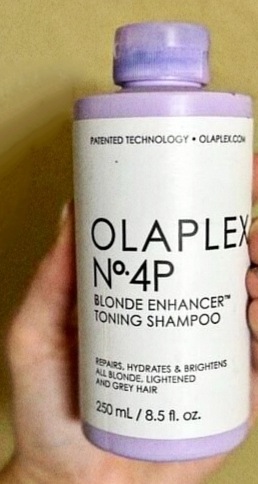 PATENTED TECHNOLOGY • OLAPLEX.COM
OLAPLEX
Nº.4P
BLONDE ENHANCER™
TONING SHAMPOO
REPAIRS, HYDRATES & BRIGHTENS
ALL BLONDE, LIGHTENED
AND GREY HAIR
250 mL / 8.5 fl. oz.